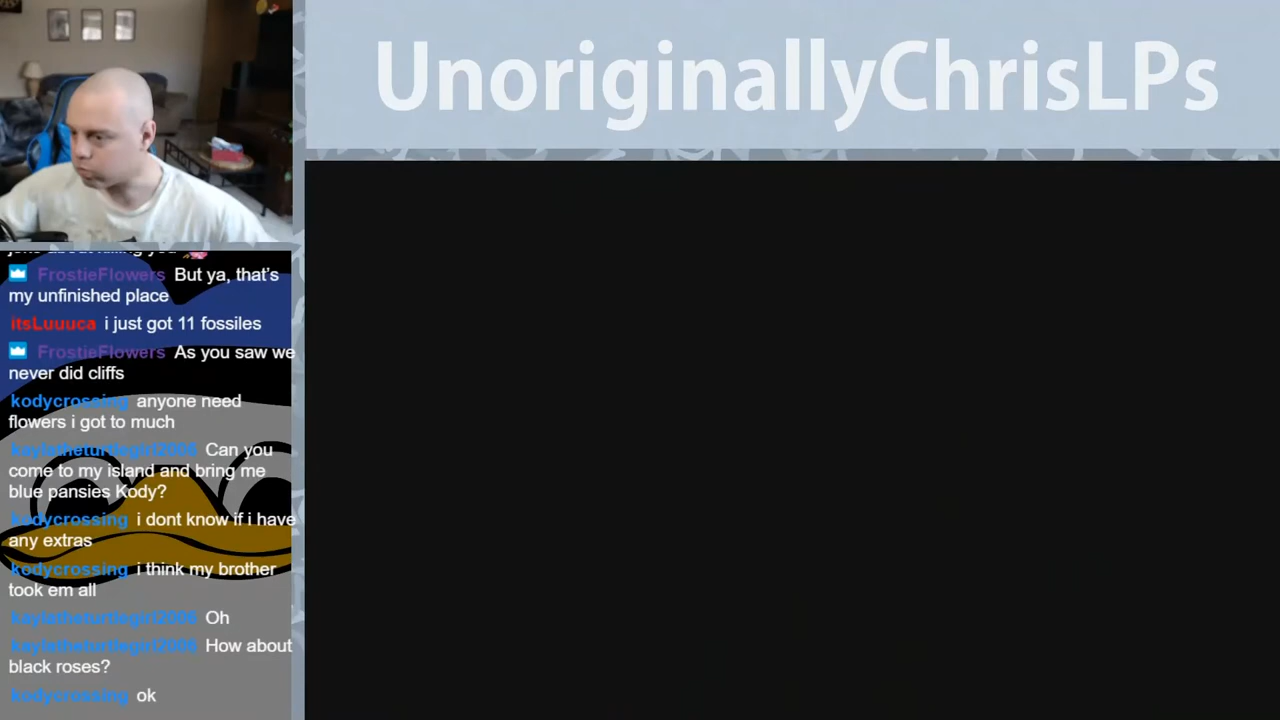 UnoriginallyChrisLPs
FrostieFlowers But ya, that's
my unfinished place
itsLuuuca i just got 11 fossiles
FrostieFlowers As you saw we
never did cliffs
kodycrossing anyone need
flowers i got to much
kaylatheturtlegirl2006 Can you
come to my island and bring me
blue pansies Kody?
kodycrossing i dont know if i have
any extras
kodycrossing i think my brother
took em all
kaylatheturtlegirl2006 Oh
kaylatheturtlegirl2006 How about
black roses?
kodycrossing ok